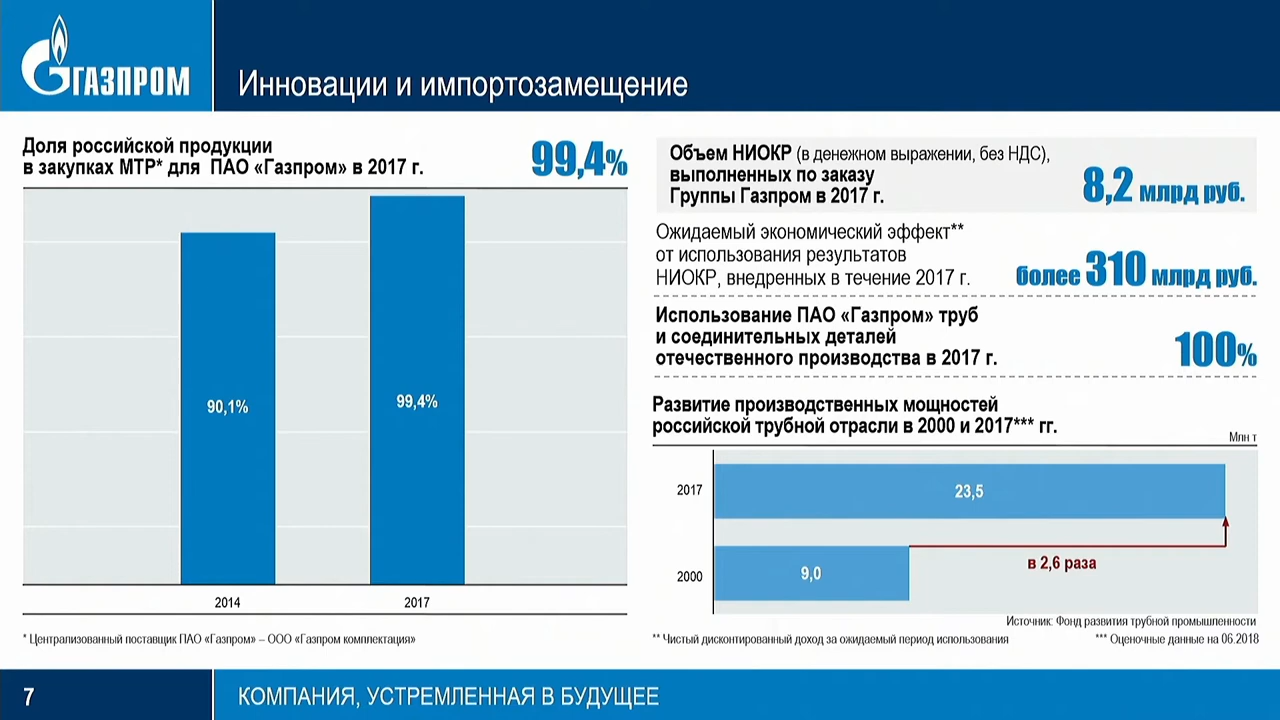 ГАЗПРОМ
Инновации и импортозамещение
Доля российской продукции
в закупках МТР* для ПАО «Газпром» в 2017 г.
99,4%
90,1%
99,4%
2014
2017
* Централизованный поставщик ПАО «Газпром» – ООО «Газпром комплектация»
Объем НИОКР (в денежном выражении, без НДС),
выполненных по заказу
Группы Газпром в 2017 г.
8,2 млрд руб.
Ожидаемый экономический эффект**
от использования результатов
НИОКР, внедренных в течение 2017 г.
более 310 млрд руб.
Использование ПАО «Газпром» труб
и соединительных деталей
отечественного производства в 2017 г.
100%
Развитие производственных мощностей
российской трубной отрасли в 2000 и 2017*** гг.
Млн т
2017
23,5
2000
9,0
в 2,6 раза
Источник: Фонд развития трубной промышленности
** Чистый дисконтированный доход за ожидаемый период использования
*** Оценочные данные на 06.2018
7
КОМПАНИЯ, УСТРЕМЛЕННАЯ В БУДУЩЕЕ